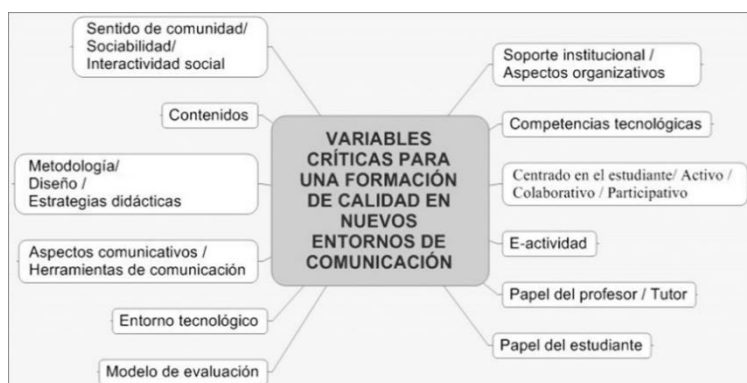 Sentido de comunidad/
Sociabilidad/
Interactividad social
Contenidos
Metodología/
Diseño /
Estrategias didácticas
Aspectos comunicativos /
Herramientas de comunicación
Entorno tecnológico
Modelo de evaluación
VARIABLES
CRÍTICAS PARA
UNA FORMACIÓN
DE CALIDAD EN
NUEVOS
ENTORNOS DE
COMUNICACIÓN
Soporte institucional /
Aspectos organizativos
Competencias tecnológicas
Centrado en el estudiante/ Activo /
Colaborativo / Participativo
E-actividad
Papel del profesor / Tutor
Papel del estudiante